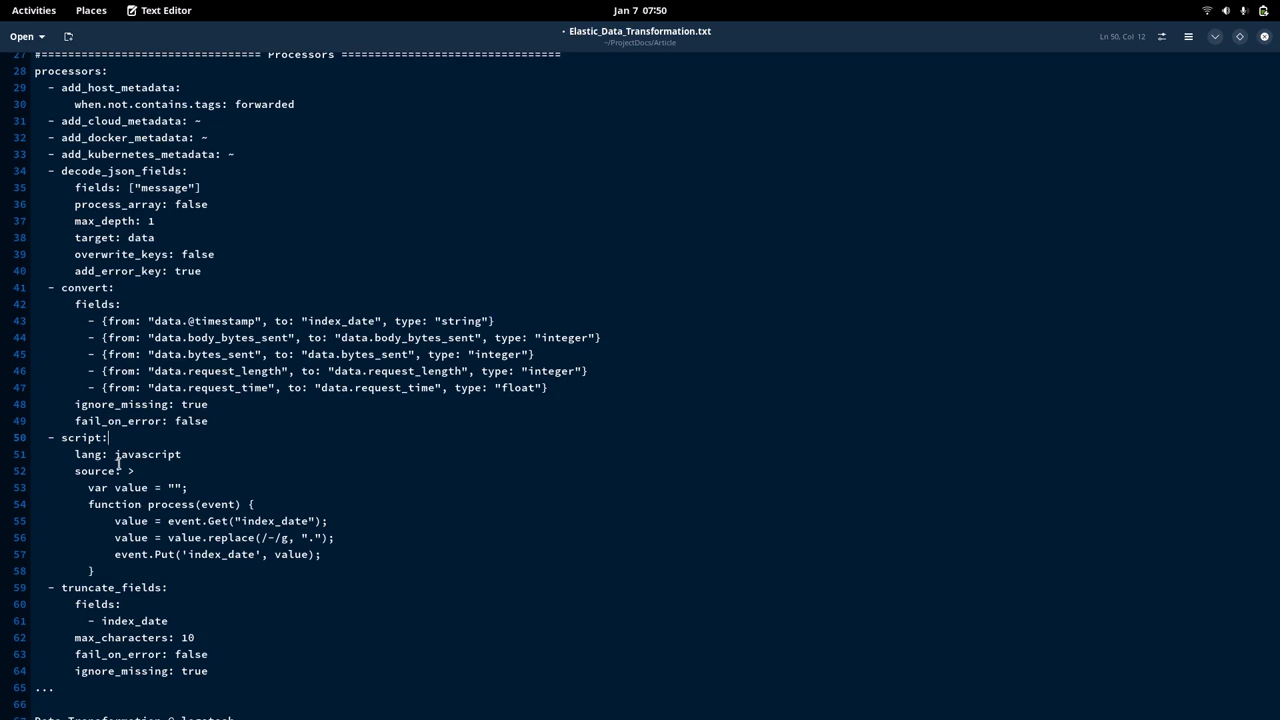 Activities Places Text Editor Jan 7 07:50
Open • Elastic_Data_Transformation.txt Ln 50, Col 12
~/ProjectDocs/Article
27 #================================= Processors =================================
28 processors:
29   - add_host_metadata:
30       when.not.contains.tags: forwarded
31   - add_cloud_metadata: ~
32   - add_docker_metadata: ~
33   - add_kubernetes_metadata: ~
34   - decode_json_fields:
35       fields: ["message"]
36       process_array: false
37       max_depth: 1
38       target: data
39       overwrite_keys: false
40       add_error_key: true
41   - convert:
42       fields:
43         - {from: "data.@timestamp", to: "index_date", type: "string"}
44         - {from: "data.body_bytes_sent", to: "data.body_bytes_sent", type: "integer"}
45         - {from: "data.bytes_sent", to: "data.bytes_sent", type: "integer"}
46         - {from: "data.request_length", to: "data.request_length", type: "integer"}
47         - {from: "data.request_time", to: "data.request_time", type: "float"}
48       ignore_missing: true
49       fail_on_error: false
50   - script:
51       lang: javascript
52       source: >
53         var value = "";
54         function process(event) {
55             value = event.Get("index_date");
56             value = value.replace(/-/g, ".");
57             event.Put('index_date', value);
58         }
59   - truncate_fields:
60       fields:
61         - index_date
62       max_characters: 10
63       fail_on_error: false
64       ignore_missing: true
65 ...
66
67 Data Transformation @ logstash